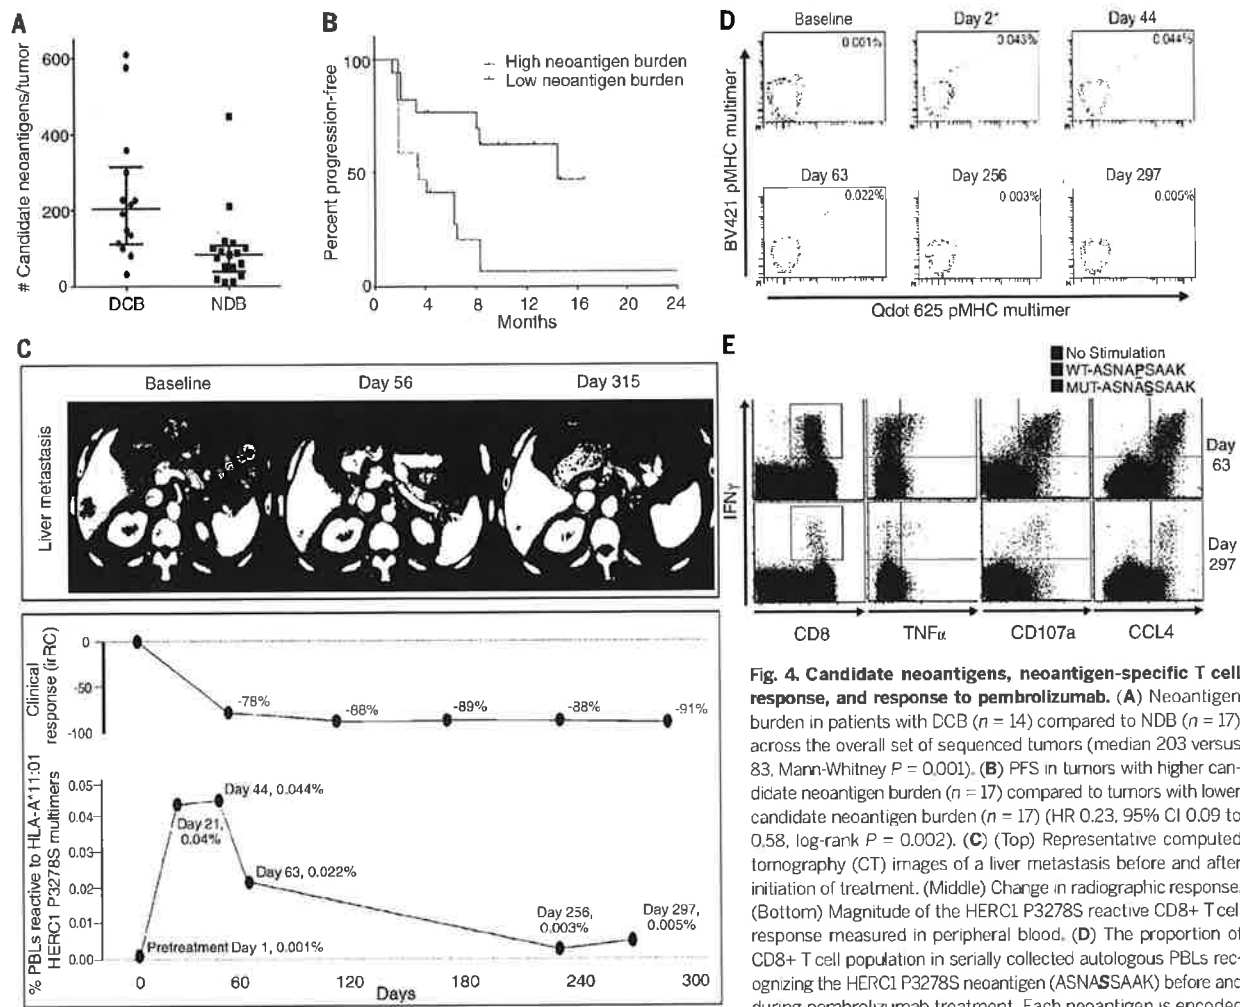 A
# Candidate neoantigens/tumor
600
400
200
0
DCB
NDB
B
Percent progression-free
100
50
0
High neoantigen burden
Low neoantigen burden
0 4 8 12 16 20 24
Months
C
Liver metastasis
Baseline
Day 56
Day 315
Clinical
response (irRC)
0
-50
-100
-78%
-88%
-89%
-88%
-91%
% PBLs reactive to HLA-A*11:01
HERC1 P3278S multimers
0.05
0.04
0.03
0.02
0.01
0.00
Day 44, 0.044%
Day 21,
0.04%
Day 63, 0.022%
Pretreatment Day 1, 0.001%
Day 256,
0.003%
Day 297,
0.005%
0 60 120 180 240 300
Days
D
BV421 pMHC multimer
Baseline
0.001%
Day 2*
0.043%
Day 44
0.044%
Day 63
0.022%
Day 256
0.003%
Day 297
0.005%
Qdot 625 pMHC multimer
E
No Stimulation
WT-ASNAPSAAK
MUT-ASNASSAAK
IFNγ
Day
63
Day
297
CD8
TNFα
CD107a
CCL4
Fig. 4. Candidate neoantigens, neoantigen-specific T cell
response, and response to pembrolizumab. (A) Neoantigen
burden in patients with DCB (n = 14) compared to NDB (n = 17)
across the overall set of sequenced tumors (median 203 versus
83, Mann-Whitney P = 0.001). (B) PFS in tumors with higher can-
didate neoantigen burden (n = 17) compared to tumors with lower
candidate neoantigen burden (n = 17) (HR 0.23, 95% CI 0.09 to
0.58, log-rank P = 0.002). (C) (Top) Representative computed
tomography (CT) images of a liver metastasis before and after
initiation of treatment. (Middle) Change in radiographic response.
(Bottom) Magnitude of the HERC1 P3278S reactive CD8+ T cell
response measured in peripheral blood. (D) The proportion of
CD8+ T cell population in serially collected autologous PBLs rec-
ognizing the HERC1 P3278S neoantigen (ASNASSAAK) before and
during pembrolizumab treatment. Each neoantigen is encoded